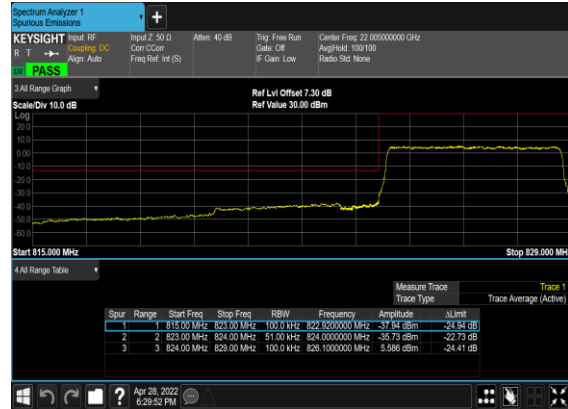 Spectrum Analyzer 1
Spurious Emissions
+
KEYSIGHT Input: RF Input Z: 50 Ω Atten: 40 dB Trig: Free Run Center Freq: 22.005000000 GHz
R T Coupling: DC Corr CCorr Gate: Off Avg|Hold: 100/100
Align: Auto Freq Ref: Int (S) IF Gain: Low Radio Std: None
PASS
3 All Range Graph
Ref Lvl Offset 7.30 dB
Scale/Div 10.0 dB Ref Value 30.00 dBm
Log
20.0
10.0
0.00
-10.0
-20.0
-30.0
-40.0
-50.0
-60.0
Start 815.000 MHz Stop 829.000 MH
4 All Range Table
Measure Trace Trace 1
Trace Type Trace Average (Active)
Spur Range Start Freq Stop Freq RBW Frequency Amplitude ΔLimit
1 1 815.00 MHz 823.00 MHz 100.0 kHz 822.9200000 MHz -37.94 dBm -24.94 dB
2 2 823.00 MHz 824.00 MHz 51.00 kHz 824.0000000 MHz -35.73 dBm -22.73 dB
3 3 824.00 MHz 829.00 MHz 100.0 kHz 826.1000000 MHz 5.586 dBm -24.41 dB
? Apr 28, 2022
6:29:52 PM